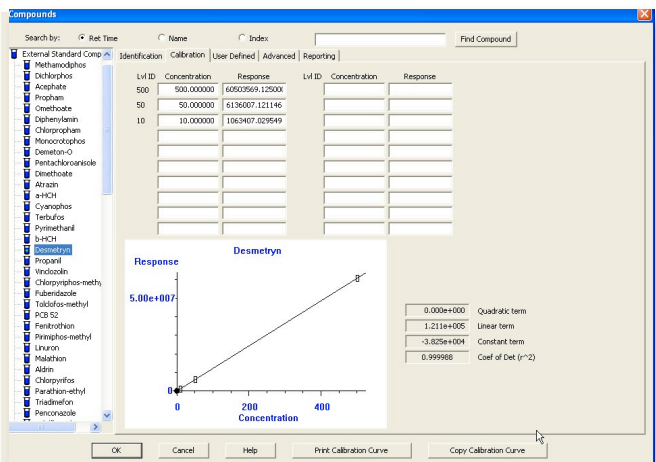 Compounds
Search by: Ret Time Name Index Find Compound
External Standard Comp
Methamodiphos
Dichlorphos
Acephate
Propham
Omethoate
Diphenylamin
Chlorpropham
Monocrotophos
Demeton-O
Pentachloroanisole
Dimethoate
Atrazin
a-HCH
Cyanophos
Terbufos
Pyrimethanil
b-HCH
Desmetryn
Propanil
Vindozolin
Chlorpyriphos-methy
Fuberidazole
Tolclofos-methyl
PCB 52
Fenitrothion
Pirimiphos-methyl
Linuron
Malathion
Aldrin
Chlorpyrifos
Parathion-ethyl
Triadimefon
Penconazole
Identification Calibration User Defined Advanced Reporting
Lvl ID Concentration Response Lvl ID Concentration Response
500 500.000000 60503569.12500
50 50.000000 6136007.121146
10 10.000000 1063407.029549
Desmetryn
Response
5.00e+007
0
0 200 400
Concentration
0.000e+000 Quadratic term
1.211e+005 Linear term
-3.825e+004 Constant term
0.999988 Coef of Det (r^2)
OK Cancel Help Print Calibration Curve Copy Calibration Curve